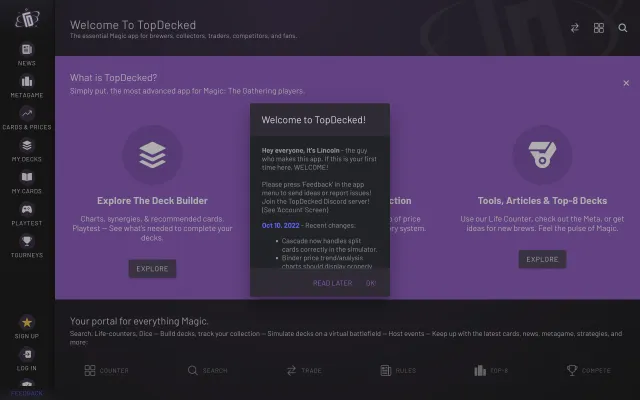 Welcome To TopDecked
The essential Magic app for brewers, collectors, traders, competitors, and fans.
NEWS
METAGAME
CARDS & PRICES
MY DECKS
MY CARDS
PLAYTEST
TOURNEYS
SIGN UP
LOG IN
FEEDBACK
What is TopDecked?
Simply put, the most advanced app for Magic: The Gathering players.
Explore The Deck Builder
Charts, synergies, & recommended cards.
Playtest — See what's needed to complete your
decks.
EXPLORE
Welcome to TopDecked!
Hey everyone, it's Lincoln - the guy
who makes this app. If this is your first
time here, WELCOME!
Please press 'Feedback' in the app
menu to send ideas or report issues!
Join the TopDecked Discord server!
(See 'Account' Screen)
Oct 10, 2022 - Recent changes:
Cascade now handles split
cards correctly in the simulator.
Binder price trend/analysis
charts should display properly
READ LATER
OK!
ction
of price
ry system.
Tools, Articles & Top-8 Decks
Use our Life Counter, check out the Meta, or get
ideas for new brews. Feel the pulse of Magic.
EXPLORE
Your portal for everything Magic.
Search, Life-counters, Dice — Build decks, track your collection — Simulate decks on a virtual battlefield — Host events — Keep up with the latest cards, news, metagame, strategies, and
more!
COUNTER
SEARCH
TRADE
RULES
TOP-8
COMPETE